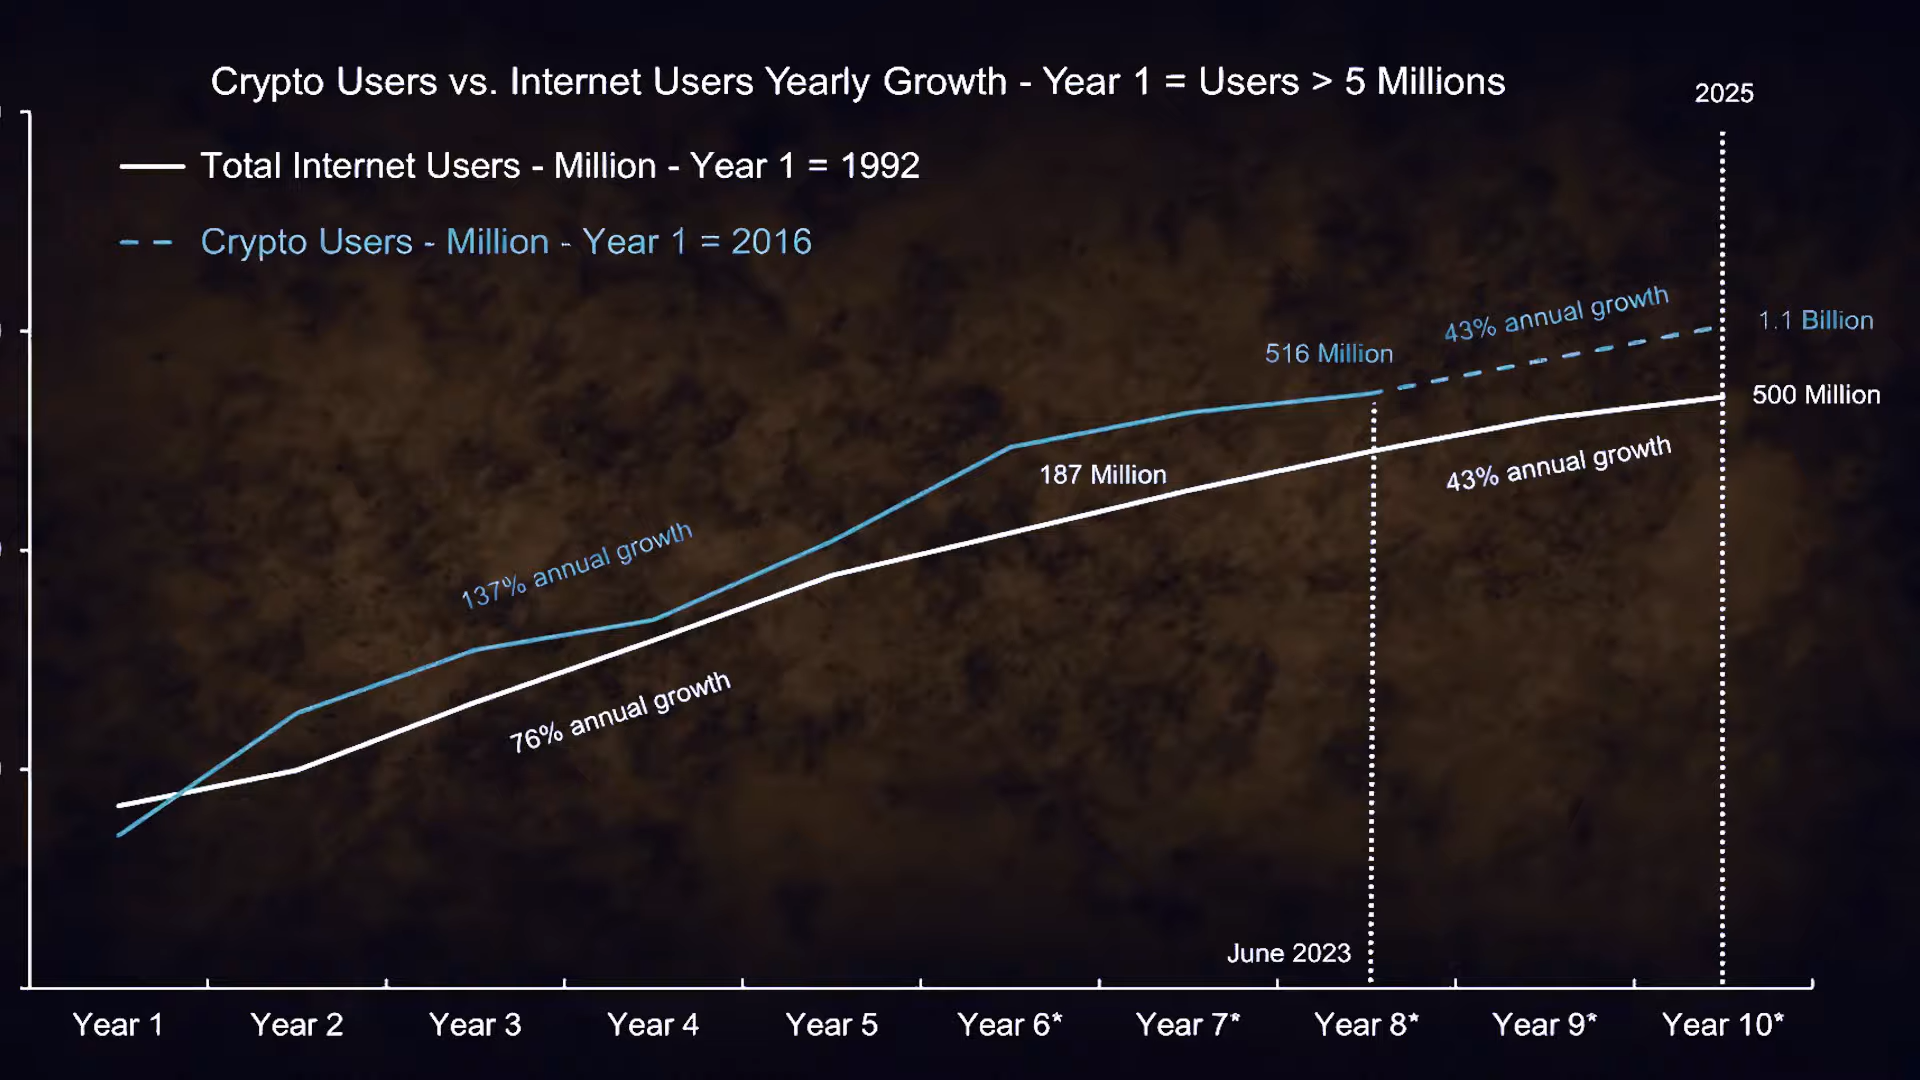 Crypto Users vs. Internet Users Yearly Growth - Year 1 = Users > 5 Millions
2025
Total Internet Users - Million - Year 1 = 1992
Crypto Users - Million - Year 1 = 2016
43% annual growth
1.1 Billion
516 Million
500 Million
187 Million
43% annual growth
137% annual growth
76% annual growth
June 2023
Year 1 Year 2 Year 3 Year 4 Year 5 Year 6* Year 7* Year 8* Year 9* Year 10*